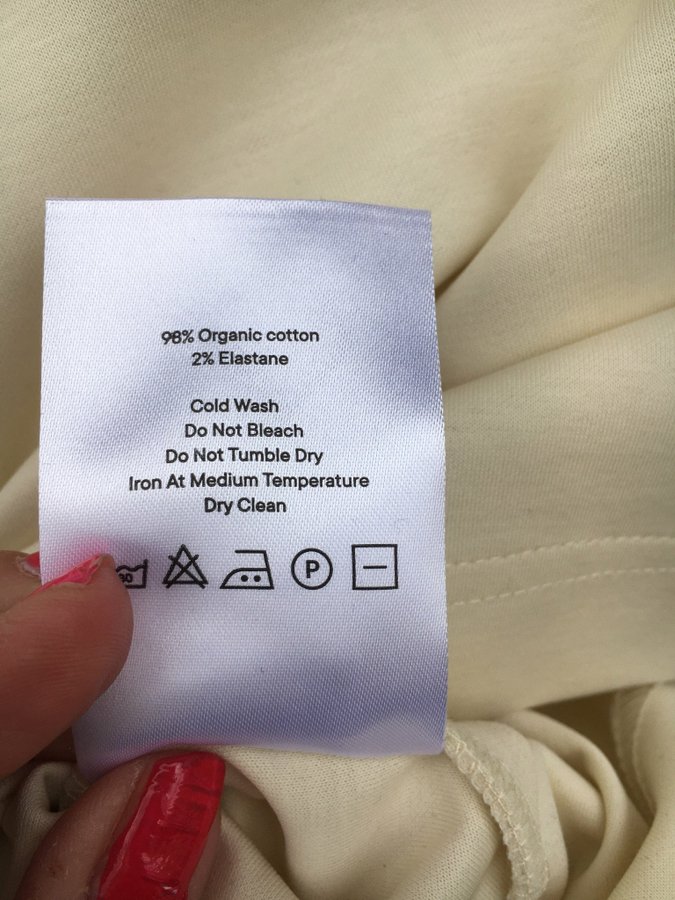 98% Organic cotton
2% Elastane
Cold Wash
Do Not Bleach
Do Not Tumble Dry
Iron At Medium Temperature
Dry Clean
30 P